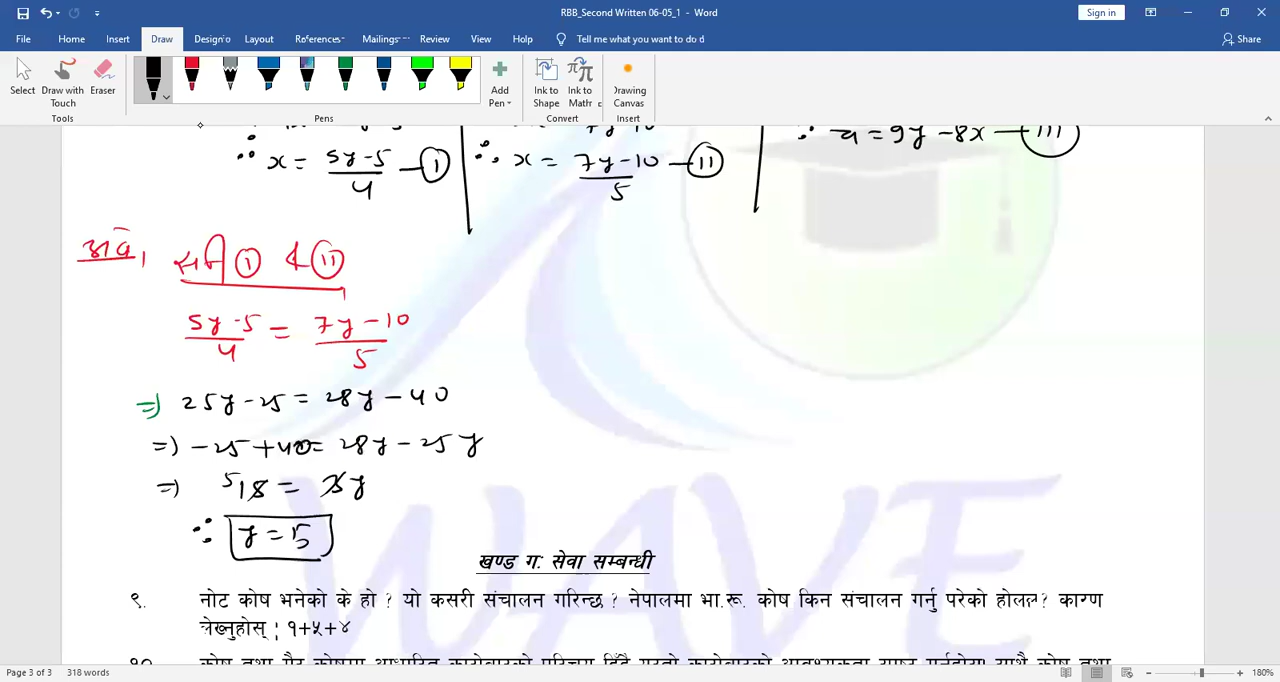 RBB_Second Written 06-05_1 - Word
Sign in
File Home Insert Draw Design Layout References Mailings Review View Help Tell me what you want to do d Share
Select Draw with Touch Eraser Add Pen Ink to Shape Ink to Math Drawing Canvas
Tools Pens Convert Insert
∴ x = (5y-5)/4 — (I)
∴ x = (7y-10)/5 — (II)
∴ -a = 9y - 8x — (III)
अब, समी (I) & (II)
(5y-5)/4 = (7y-10)/5
=) 25y - 25 = 28y - 40
=) -25 + 40 = 28y - 25y
=) 5 15 = 3y
∴ y = 5
WAVE
खण्ड ग: सेवा सम्बन्धी
९. नोट कोष भनेको के हो ? यो कसरी संचालन गरिन्छ ? नेपालमा भा.रू. कोष किन संचालन गर्नु परेको होला? कारण
लेख्नुहोस् ; १+५+४
Page 3 of 3 318 words 180%